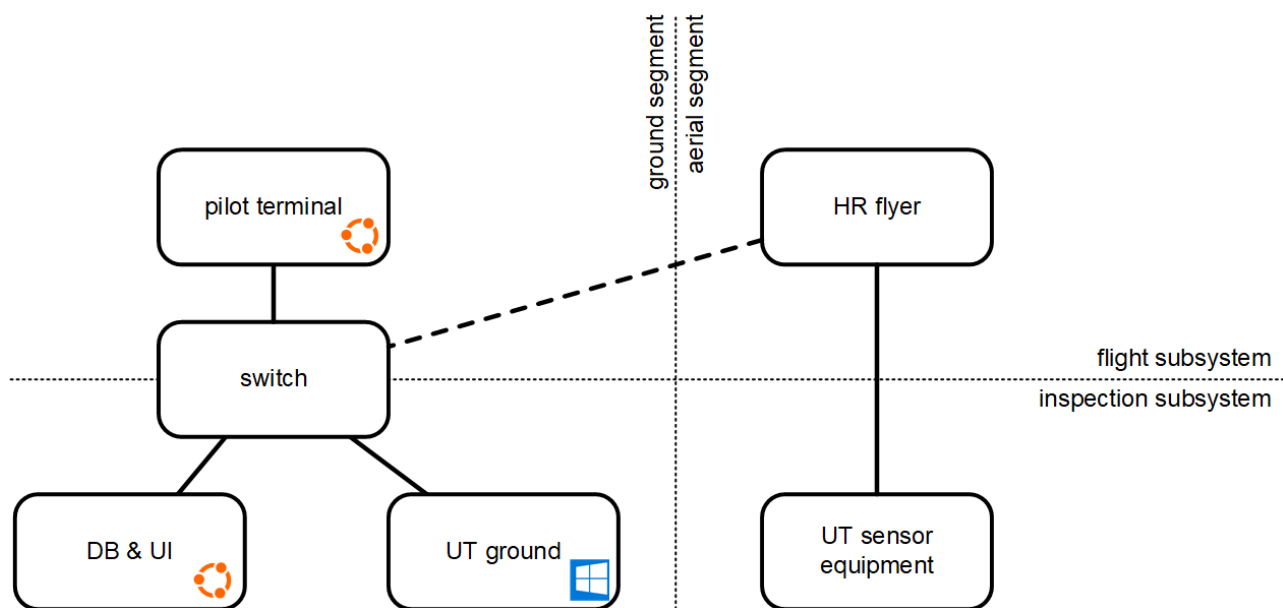 ground segment
aerial segment
pilot terminal
HR flyer
switch
flight subsystem
inspection subsystem
DB & UI
UT ground
UT sensor
equipment